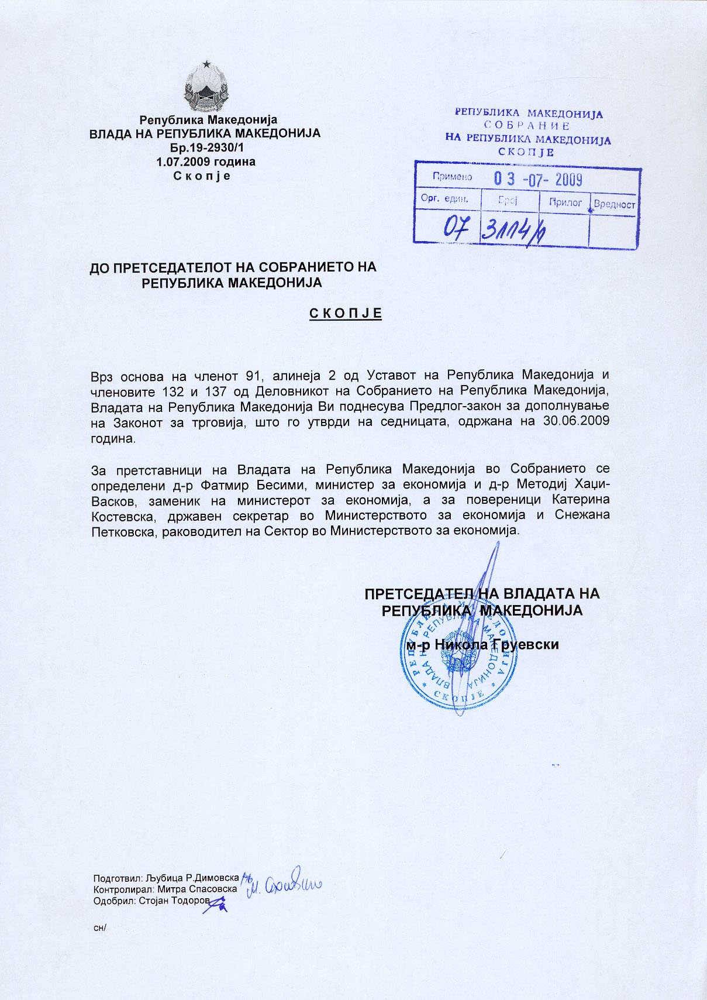 Република Македонија
ВЛАДА НА РЕПУБЛИКА МАКЕДОНИЈА
Бр.19-2930/1
1.07.2009 година
С к о п ј е
РЕПУБЛИКА МАКЕДОНИЈА
СОБРАНИЕ
НА РЕПУБЛИКА МАКЕДОНИЈА
СКОПЈЕ
Примено 03 -07- 2009
Орг. един. Број Прилог Вредност
07 3114/1
ДО ПРЕТСЕДАТЕЛОТ НА СОБРАНИЕТО НА
РЕПУБЛИКА МАКЕДОНИЈА
С К О П Ј Е
Врз основа на членот 91, алинеја 2 од Уставот на Република Македонија и
членовите 132 и 137 од Деловникот на Собранието на Република Македонија,
Владата на Република Македонија Ви поднесува Предлог-закон за дополнување
на Законот за трговија, што го утврди на седницата, одржана на 30.06.2009
година.
За претставници на Владата на Република Македонија во Собранието се
определени д-р Фатмир Бесими, министер за економија и д-р Методиј Хаџи-
Васков, заменик на министерот за економија, а за повереници Катерина
Костевска, државен секретар во Министерството за економија и Снежана
Петковска, раководител на Сектор во Министерството за економија.
ПРЕТСЕДАТЕЛ НА ВЛАДАТА НА
РЕПУБЛИКА МАКЕДОНИЈА
м-р Никола Груевски
* РЕПУБЛИКА МАКЕДОНИЈА *
ВЛАДА НА РЕПУБЛИКА МАКЕДОНИЈА
СКОПЈЕ
Подготвил: Љубица Р.Димовска
Контролирал: Митра Спасовска
Одобрил: Стојан Тодоров
сн/